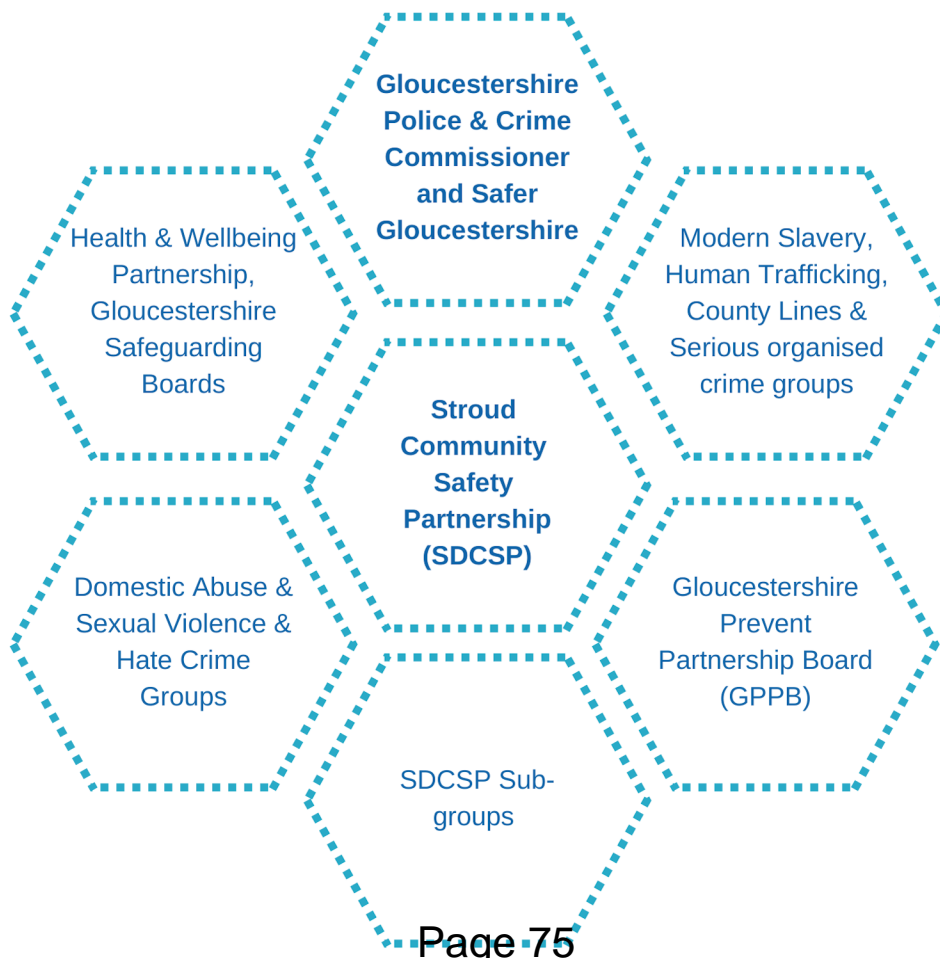 Gloucestershire
Police & Crime
Commissioner
and Safer
Gloucestershire
Health & Wellbeing
Partnership,
Gloucestershire
Safeguarding
Boards
Modern Slavery,
Human Trafficking,
County Lines &
Serious organised
crime groups
Stroud
Community
Safety
Partnership
(SDCSP)
Domestic Abuse &
Sexual Violence &
Hate Crime
Groups
Gloucestershire
Prevent
Partnership Board
(GPPB)
SDCSP Sub-
groups
Page 75